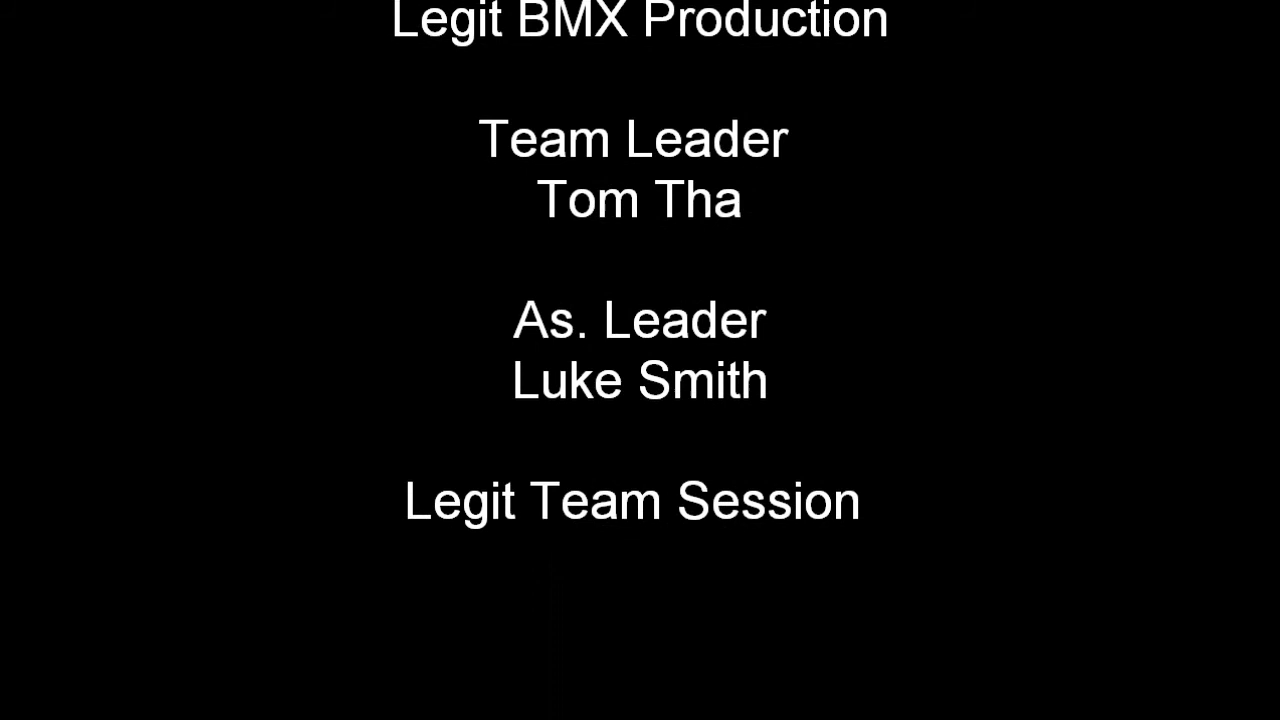 Legit BMX Production
Team Leader
Tom Tha
As. Leader
Luke Smith
Legit Team Session